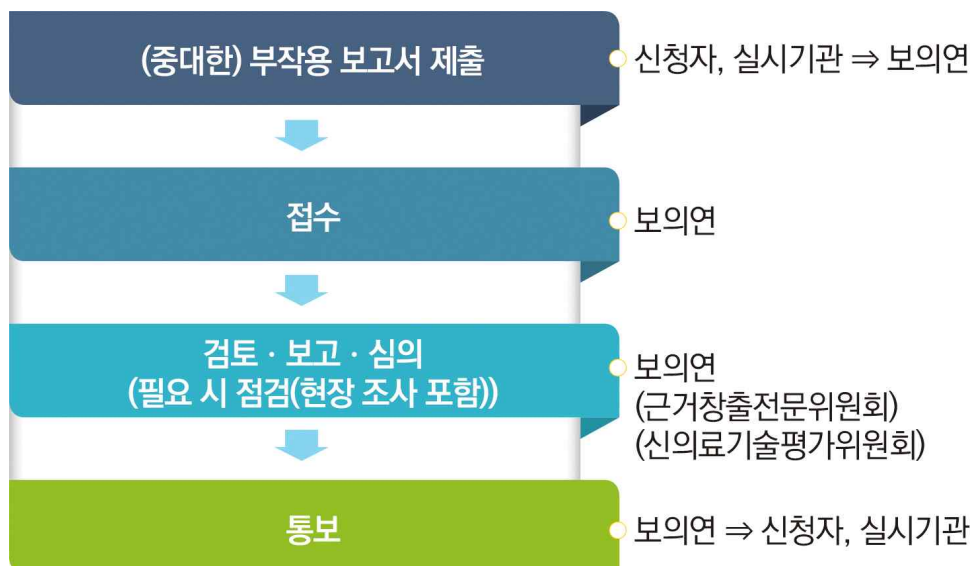 (중대한) 부작용 보고서 제출
신청자, 실시기관 ⇒ 보의연
접수
보의연
검토 · 보고 · 심의
(필요 시 점검(현장 조사 포함))
보의연
(근거창출전문위원회)
(신의료기술평가위원회)
통보
보의연 ⇒ 신청자, 실시기관